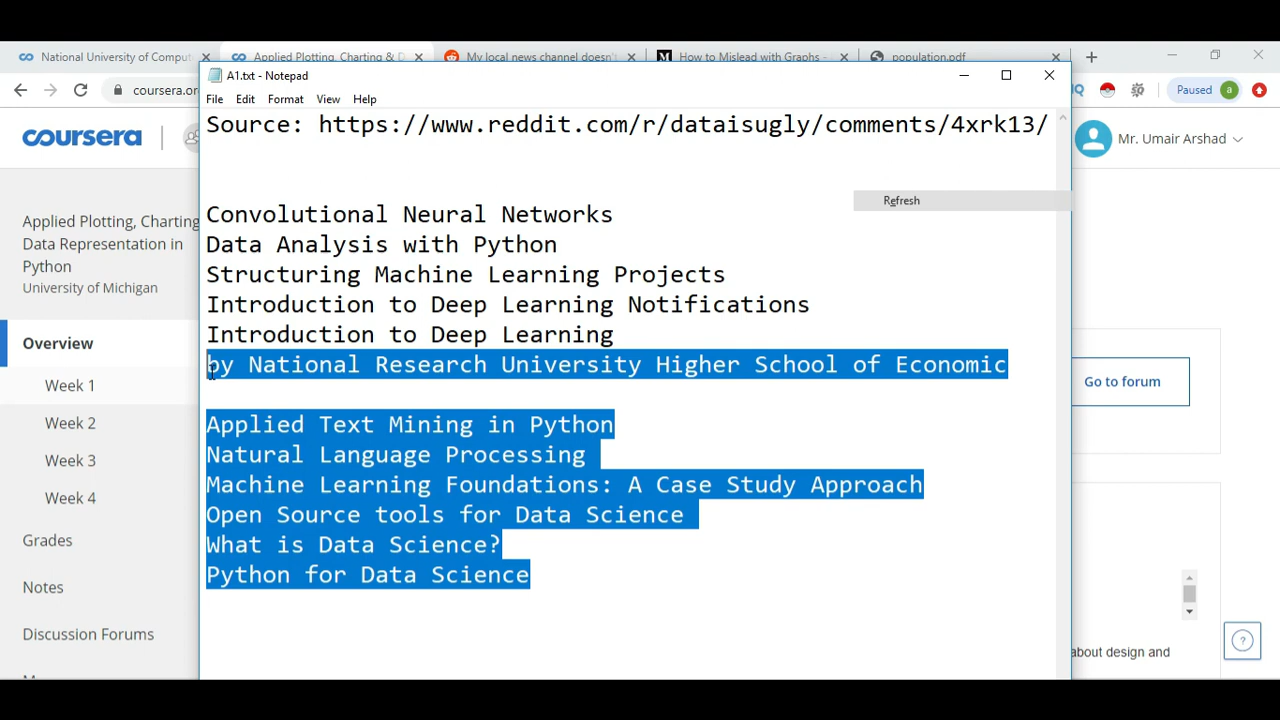 National University of Comput
Applied Plotting, Charting & D
My local news channel doesn't
How to Mislead with Graphs -
population.pdf
A1.txt - Notepad
coursera.or
Paused
a
File
Edit
Format
View
Help
Source: https://www.reddit.com/r/dataisugly/comments/4xrk13/
coursera
Mr. Umair Arshad
Refresh
Applied Plotting, Charting
Data Representation in
Python
University of Michigan
Overview
Week 1
Week 2
Week 3
Week 4
Grades
Notes
Discussion Forums
Convolutional Neural Networks
Data Analysis with Python
Structuring Machine Learning Projects
Introduction to Deep Learning Notifications
Introduction to Deep Learning
by National Research University Higher School of Economic
Applied Text Mining in Python
Natural Language Processing
Machine Learning Foundations: A Case Study Approach
Open Source tools for Data Science
What is Data Science?
Python for Data Science
Go to forum
about design and